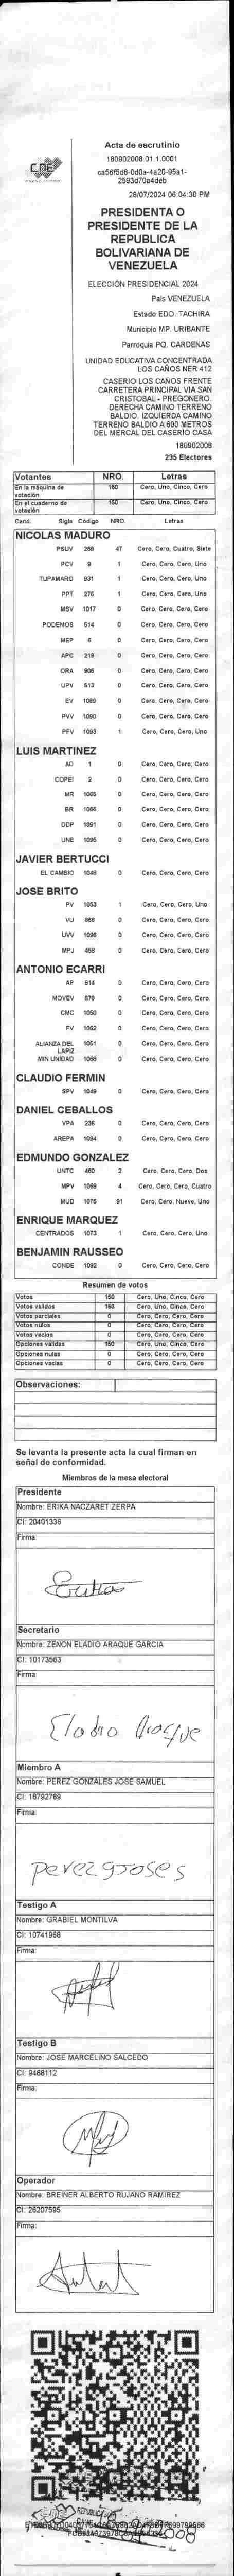 CNE
Acta de escrutinio
180902008.01.1.0001
ca56f5d6-0d0a-4a20-95a1-
2593d70a4deb
28/07/2024 06:04:30 PM
PRESIDENTA O
PRESIDENTE DE LA
REPUBLICA
BOLIVARIANA DE
VENEZUELA
ELECCIÓN PRESIDENCIAL 2024
País VENEZUELA
Estado EDO. TACHIRA
Municipio MP. URIBANTE
Parroquia PQ. CARDENAS
UNIDAD EDUCATIVA CONCENTRADA
LOS CAÑOS NER 412
CASERIO LOS CANOS FRENTE
CARRETERA PRINCIPAL VIA SAN
CRISTOBAL - PREGONERO.
DERECHA CAMINO TERRENO
BALDIO. IZQUIERDA CAMINO
TERRENO BALDIO A 600 METROS
DEL MERCAL DEL CASERIO CASA
180902008
235 Electores
Votantes NRO. Letras
En la máquina de votación 150 Cero, Uno, Cinco, Cero
En el cuaderno de votación 150 Cero, Uno, Cinco, Cero
Cand. Sigla Código NRO. Letras
NICOLAS MADURO
PSUV 269 47 Cero, Cero, Cuatro, Siete
PCV 9 1 Cero, Cero, Cero, Uno
TUPAMARO 931 1 Cero, Cero, Cero, Uno
PPT 276 1 Cero, Cero, Cero, Uno
MSV 1017 0 Cero, Cero, Cero, Cero
PODEMOS 514 0 Cero, Cero, Cero, Cero
MEP 6 0 Cero, Cero, Cero, Cero
APC 219 0 Cero, Cero, Cero, Cero
ORA 906 0 Cero, Cero, Cero, Cero
UPV 513 0 Cero, Cero, Cero, Cero
EV 1089 0 Cero, Cero, Cero, Cero
PVV 1090 0 Cero, Cero, Cero, Cero
PFV 1093 1 Cero, Cero, Cero, Uno
LUIS MARTINEZ
AD 1 0 Cero, Cero, Cero, Cero
COPEI 2 0 Cero, Cero, Cero, Cero
MR 1065 0 Cero, Cero, Cero, Cero
BR 1066 0 Cero, Cero, Cero, Cero
DDP 1091 0 Cero, Cero, Cero, Cero
UNE 1095 0 Cero, Cero, Cero, Cero
JAVIER BERTUCCI
EL CAMBIO 1048 0 Cero, Cero, Cero, Cero
JOSE BRITO
PV 1053 1 Cero, Cero, Cero, Uno
VU 868 0 Cero, Cero, Cero, Cero
UVV 1096 0 Cero, Cero, Cero, Cero
MPJ 458 0 Cero, Cero, Cero, Cero
ANTONIO ECARRI
AP 914 0 Cero, Cero, Cero, Cero
MOVEV 879 0 Cero, Cero, Cero, Cero
CMC 1050 0 Cero, Cero, Cero, Cero
FV 1062 0 Cero, Cero, Cero, Cero
ALIANZA DEL LAPIZ 1051 0 Cero, Cero, Cero, Cero
MIN UNIDAD 1068 0 Cero, Cero, Cero, Cero
CLAUDIO FERMIN
SPV 1049 0 Cero, Cero, Cero, Cero
DANIEL CEBALLOS
VPA 236 0 Cero, Cero, Cero, Cero
AREPA 1094 0 Cero, Cero, Cero, Cero
EDMUNDO GONZALEZ
UNTC 460 2 Cero, Cero, Cero, Dos
MPV 1069 4 Cero, Cero, Cero, Cuatro
MUD 1075 91 Cero, Cero, Nueve, Uno
ENRIQUE MARQUEZ
CENTRADOS 1073 1 Cero, Cero, Cero, Uno
BENJAMIN RAUSSEO
CONDE 1092 0 Cero, Cero, Cero, Cero
Resumen de votos
Votos 150 Cero, Uno, Cinco, Cero
Votos validos 150 Cero, Uno, Cinco, Cero
Votos parciales 0 Cero, Cero, Cero, Cero
Votos nulos 0 Cero, Cero, Cero, Cero
Votos vacíos 0 Cero, Cero, Cero, Cero
Opciones validas 150 Cero, Uno, Cinco, Cero
Opciones nulas 0 Cero, Cero, Cero, Cero
Opciones vacías 0 Cero, Cero, Cero, Cero
Observaciones:
Se levanta la presente acta la cual firman en
señal de conformidad.
Miembros de la mesa electoral
Presidente
Nombre: ERIKA NACZARET ZERPA
CI: 20401336
Firma:
Erika
Secretario
Nombre: ZENON ELADIO ARAQUE GARCIA
CI: 10173563
Firma:
Eladio Araque
Miembro A
Nombre: PEREZ GONZALES JOSE SAMUEL
CI: 18792789
Firma:
perezgjoses
Testigo A
Nombre: GRABIEL MONTILVA
CI: 10741968
Firma:
Testigo B
Nombre: JOSE MARCELINO SALCEDO
CI: 9468112
Firma:
Operador
Nombre: BREINER ALBERTO RUJANO RAMIREZ
CI: 26207595
Firma: